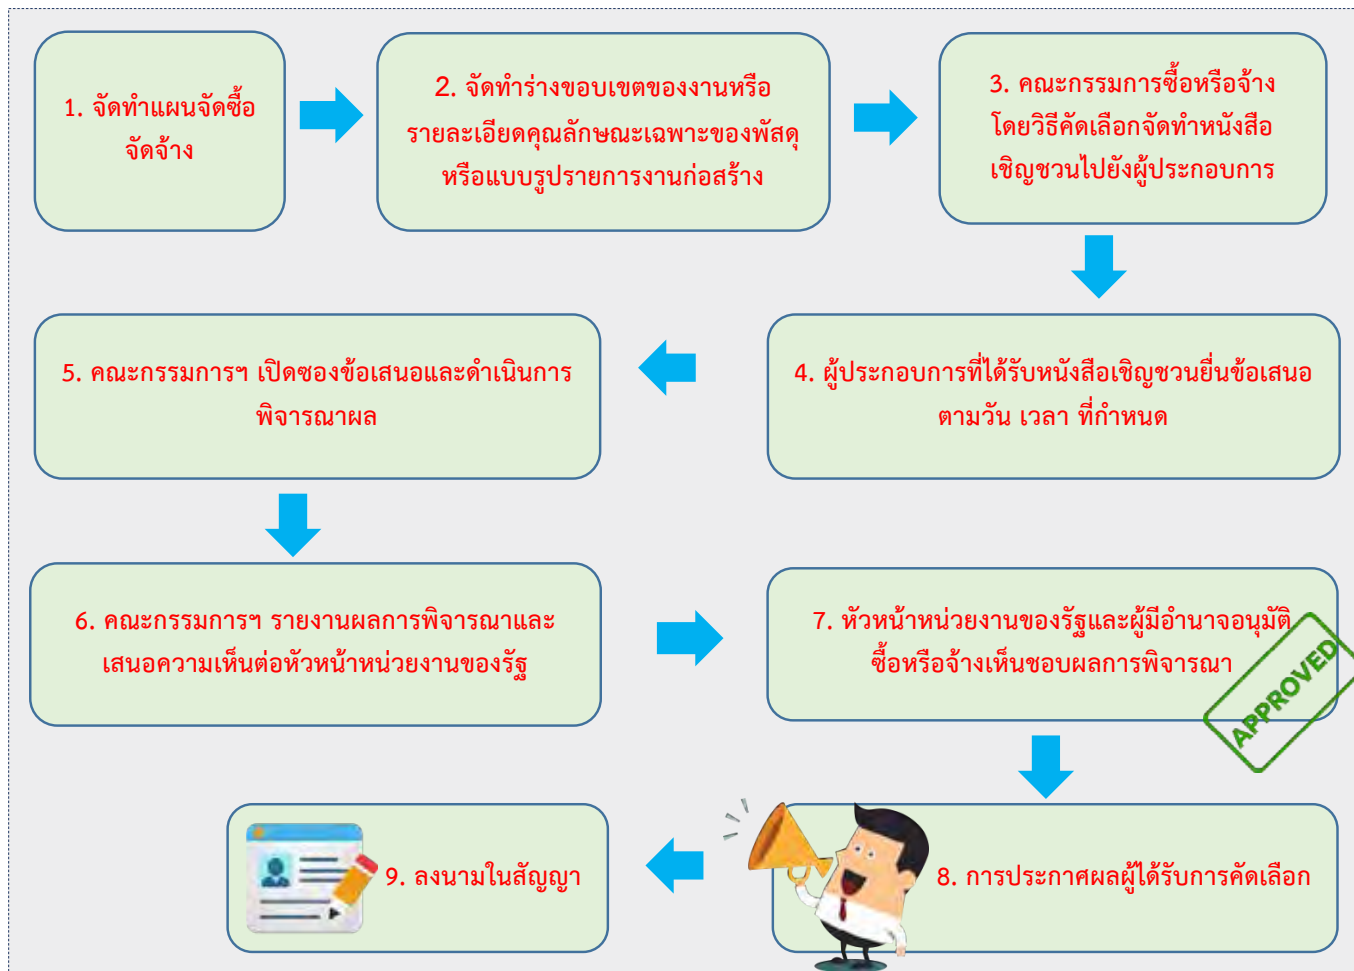 1. จัดทำแผนจัดซื้อ
จัดจ้าง
2. จัดทำร่างขอบเขตของงานหรือ
รายละเอียดคุณลักษณะเฉพาะของพัสดุ
หรือแบบรูปรายการงานก่อสร้าง
3. คณะกรรมการซื้อหรือจ้าง
โดยวิธีคัดเลือกจัดทำหนังสือ
เชิญชวนไปยังผู้ประกอบการ
4. ผู้ประกอบการที่ได้รับหนังสือเชิญชวนยื่นข้อเสนอ
ตามวัน เวลา ที่กำหนด
5. คณะกรรมการฯ เปิดซองข้อเสนอและดำเนินการ
พิจารณาผล
6. คณะกรรมการฯ รายงานผลการพิจารณาและ
เสนอความเห็นต่อหัวหน้าหน่วยงานของรัฐ
7. หัวหน้าหน่วยงานของรัฐและผู้มีอำนาจอนุมัติ
ซื้อหรือจ้างเห็นชอบผลการพิจารณา
APPROVED
8. การประกาศผลผู้ได้รับการคัดเลือก
9. ลงนามในสัญญา